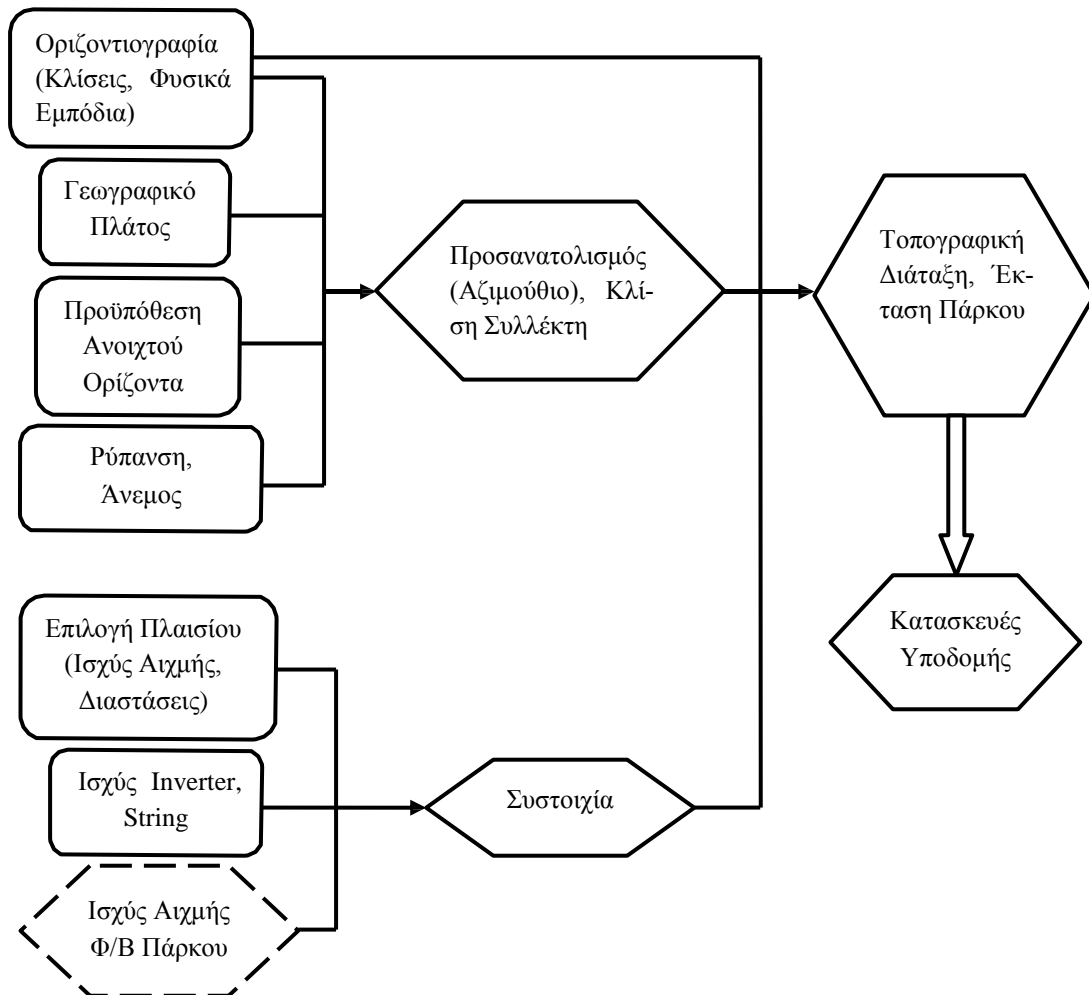 Οριζοντιογραφία
(Κλίσεις, Φυσικά
Εμπόδια)
Γεωγραφικό
Πλάτος
Προϋπόθεση
Ανοιχτού
Ορίζοντα
Ρύπανση,
Άνεμος
Προσανατολισμός
(Αζιμούθιο), Κλί-
ση Συλλέκτη
Τοπογραφική
Διάταξη, Έκ-
ταση Πάρκου
Κατασκευές
Υποδομής
Επιλογή Πλαισίου
(Ισχύς Αιχμής,
Διαστάσεις)
Ισχύς Inverter,
String
Ισχύς Αιχμής
Φ/Β Πάρκου
Συστοιχία